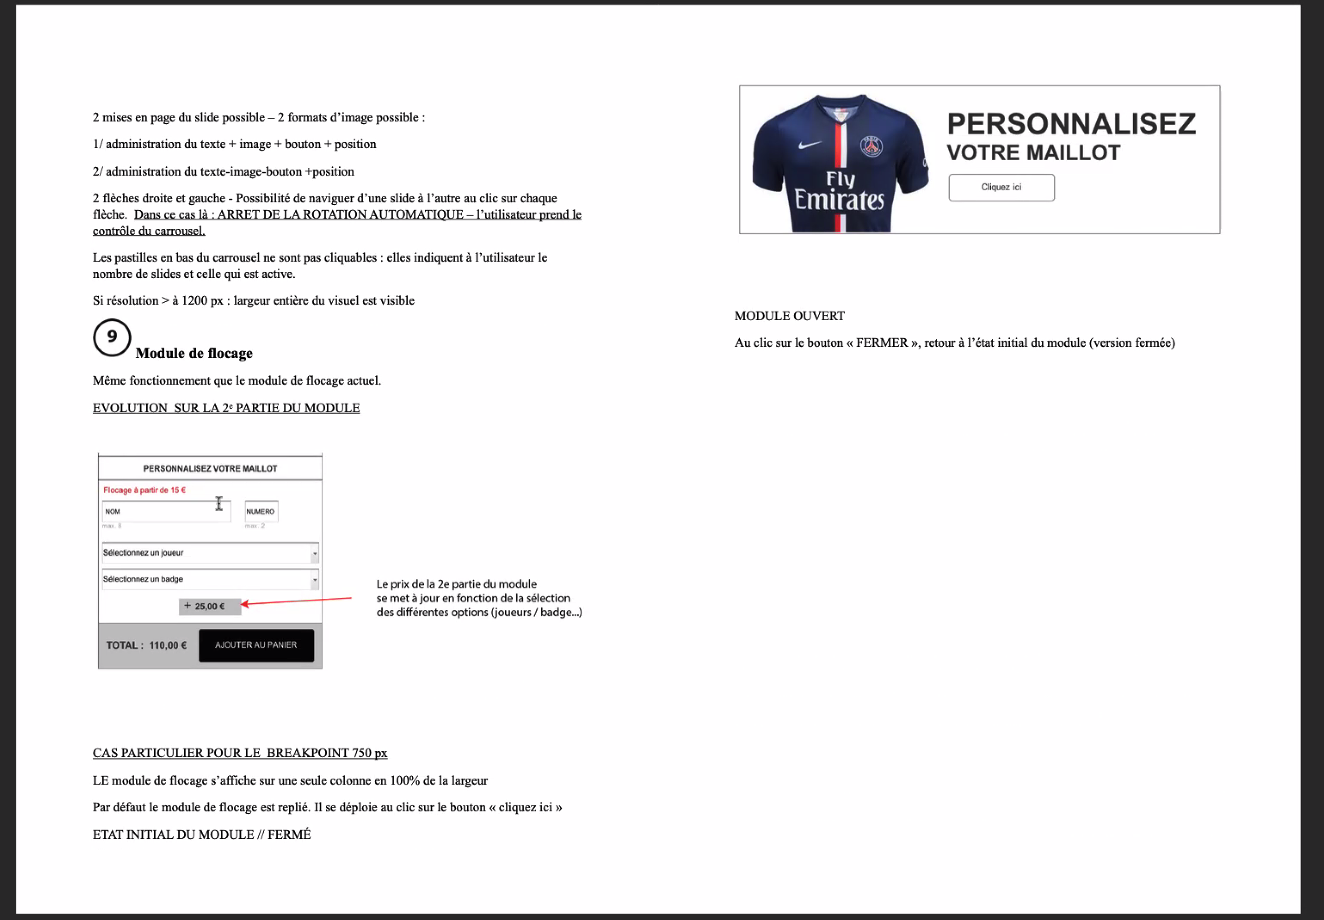 2 mises en page du slide possible – 2 formats d’image possible :
1/ administration du texte + image + bouton + position
2/ administration du texte-image-bouton +position
2 flèches droite et gauche - Possibilité de naviguer d’une slide à l’autre au clic sur chaque
flèche.  Dans ce cas là : ARRET DE LA ROTATION AUTOMATIQUE – l’utilisateur prend le
contrôle du carrousel.
Les pastilles en bas du carrousel ne sont pas cliquables : elles indiquent à l’utilisateur le
nombre de slides et celle qui est active.
Si résolution > à 1200 px : largeur entière du visuel est visible
9
Module de flocage
Même fonctionnement que le module de flocage actuel.
EVOLUTION  SUR LA 2e PARTIE DU MODULE
PERSONNALISEZ VOTRE MAILLOT
Flocage à partir de 15 €
NOM NUMERO
max. 8 max. 2
Sélectionnez un joueur
Sélectionnez un badge
+ 25,00 €
TOTAL : 110,00 € AJOUTER AU PANIER
Le prix de la 2e partie du module
se met à jour en fonction de la sélection
des différentes options (joueurs / badge...)
CAS PARTICULIER POUR LE  BREAKPOINT 750 px
LE module de flocage s’affiche sur une seule colonne en 100% de la largeur
Par défaut le module de flocage est replié. Il se déploie au clic sur le bouton « cliquez ici »
ETAT INITIAL DU MODULE // FERMÉ
PERSONNALISEZ
VOTRE MAILLOT
Cliquez ici
PARIS
Fly
Emirates
MODULE OUVERT
Au clic sur le bouton « FERMER », retour à l’état initial du module (version fermée)